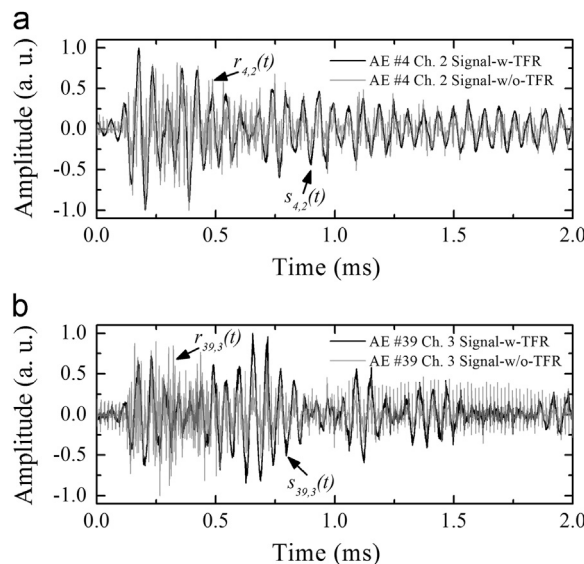 a
Amplitude (a. u.)
1.0
0.5
0.0
-0.5
-1.0
r4,2(t)
AE #4 Ch. 2 Signal-w-TFR
AE #4 Ch. 2 Signal-w/o-TFR
s4,2(t)
0.0 0.5 1.0 1.5 2.0
Time (ms)
b
Amplitude (a. u.)
1.0
0.5
0.0
-0.5
-1.0
r39,3(t)
AE #39 Ch. 3 Signal-w-TFR
AE #39 Ch. 3 Signal-w/o-TFR
s39,3(t)
0.0 0.5 1.0 1.5 2.0
Time (ms)